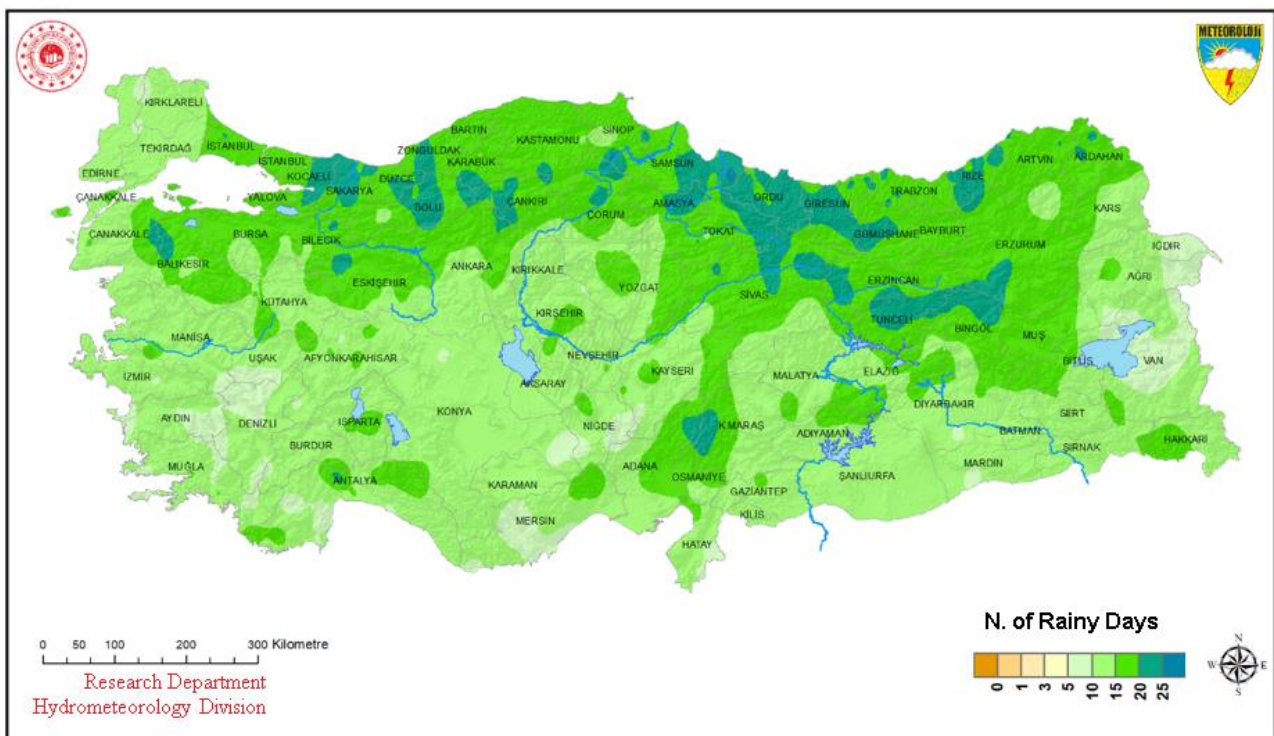 METEOROLOJİ
KIRKLARELİ
TEKİRDAĞ
EDİRNE
İSTANBUL
İSTANBUL
KOCAELİ
YALOVA
SAKARYA
DÜZCE
ZONGULDAK
BARTIN
KARABÜK
KASTAMONU
SİNOP
SAMSUN
BOLU
ÇANKIRI
ÇORUM
AMASYA
TOKAT
ORDU
GİRESUN
TRABZON
RİZE
ARTVİN
ARDAHAN
KARS
IĞDIR
GÜMÜŞHANE
BAYBURT
ERZURUM
AĞRI
ÇANAKKALE
ÇANAKKALE
BALIKESİR
BURSA
BİLECİK
ESKİŞEHİR
ANKARA
KIRIKKALE
YOZGAT
SİVAS
ERZİNCAN
TUNCELİ
BİNGÖL
MUŞ
BİTLİS
VAN
KÜTAHYA
MANİSA
UŞAK
AFYONKARAHİSAR
KIRŞEHİR
NEVŞEHİR
AKSARAY
KAYSERİ
MALATYA
ELAZIĞ
DİYARBAKIR
BATMAN
SİİRT
ŞIRNAK
HAKKARİ
İZMİR
AYDIN
DENİZLİ
ISPARTA
BURDUR
KONYA
NİĞDE
K.MARAŞ
ADIYAMAN
MARDİN
MUĞLA
ANTALYA
KARAMAN
MERSİN
ADANA
OSMANİYE
GAZİANTEP
KİLİS
ŞANLIURFA
HATAY
0 50 100 200 300 Kilometre
Research Department
Hydrometeorology Division
N. of Rainy Days
0 1 3 5 10 15 20 25
N
W E
S